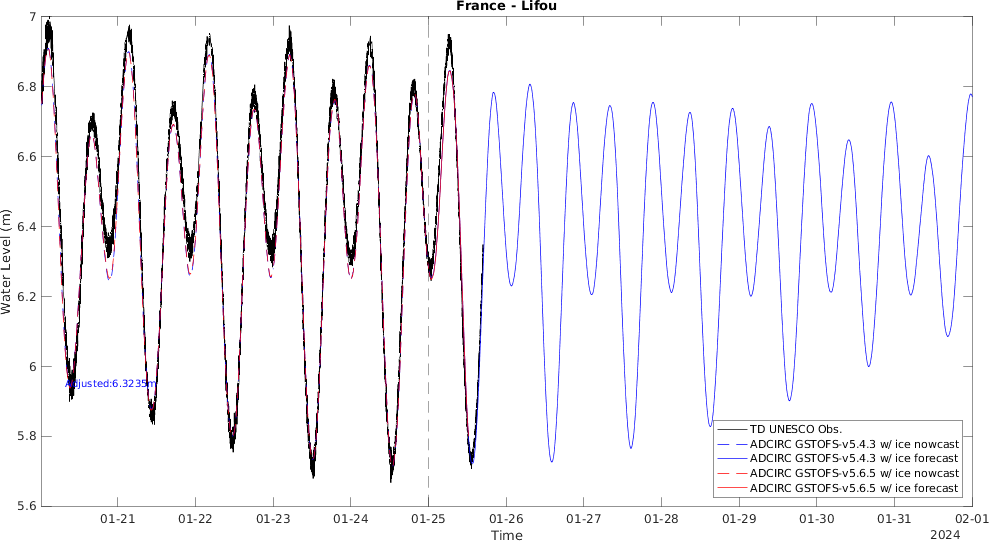 France - Lifou
7
6.8
6.6
6.4
6.2
6
5.8
5.6
Water Level (m)
Adjusted:6.3235m
TD UNESCO Obs.
ADCIRC GSTOFS-v5.4.3 w/ ice nowcast
ADCIRC GSTOFS-v5.4.3 w/ ice forecast
ADCIRC GSTOFS-v5.6.5 w/ ice nowcast
ADCIRC GSTOFS-v5.6.5 w/ ice forecast
01-21 01-22 01-23 01-24 01-25 01-26 01-27 01-28 01-29 01-30 01-31 02-01
Time
2024